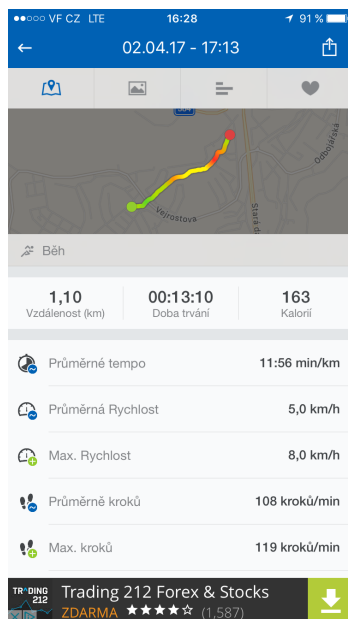 VF CZ LTE 16:28 91 %
02.04.17 - 17:13
Odbojářská
Vejrostova
Stará d
Běh
1,10 00:13:10 163
Vzdálenost (km) Doba trvání Kalorií
Průměrné tempo 11:56 min/km
Průměrná Rychlost 5,0 km/h
Max. Rychlost 8,0 km/h
Průměrně kroků 108 kroků/min
Max. kroků 119 kroků/min
TRADING 212 Trading 212 Forex & Stocks
ZDARMA (1,587)